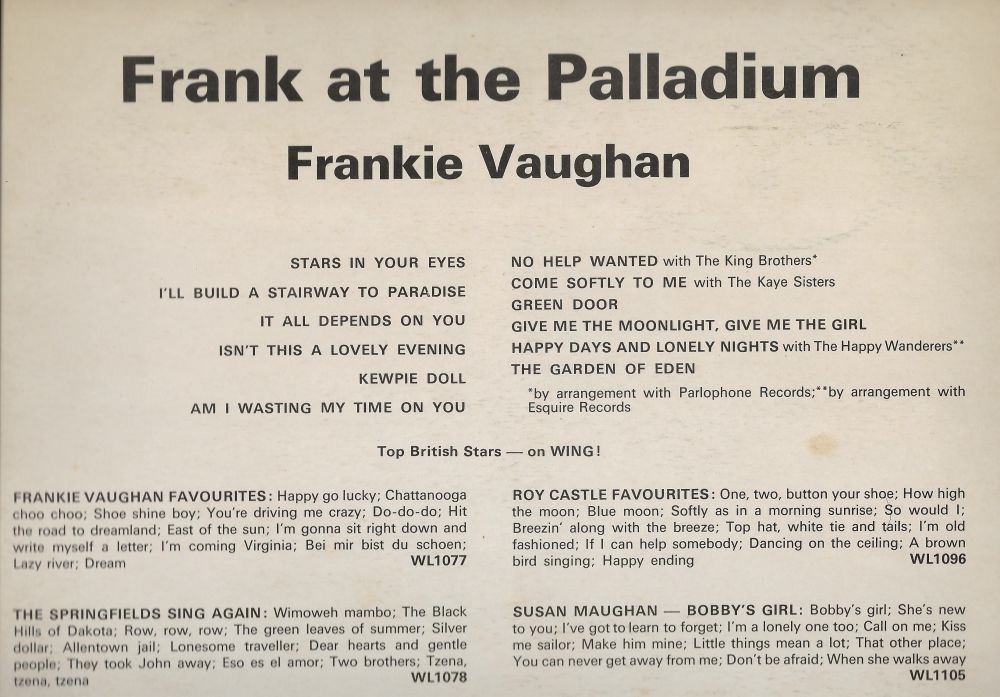 Frank at the Palladium
Frankie Vaughan
STARS IN YOUR EYES
I'LL BUILD A STAIRWAY TO PARADISE
IT ALL DEPENDS ON YOU
ISN'T THIS A LOVELY EVENING
KEWPIE DOLL
AM I WASTING MY TIME ON YOU
NO HELP WANTED with The King Brothers*
COME SOFTLY TO ME with The Kaye Sisters
GREEN DOOR
GIVE ME THE MOONLIGHT, GIVE ME THE GIRL
HAPPY DAYS AND LONELY NIGHTS with The Happy Wanderers**
THE GARDEN OF EDEN
*by arrangement with Parlophone Records;**by arrangement with
Esquire Records
Top British Stars — on WING!
FRANKIE VAUGHAN FAVOURITES: Happy go lucky; Chattanooga
choo choo; Shoe shine boy; You're driving me crazy; Do-do-do; Hit
the road to dreamland; East of the sun; I'm gonna sit right down and
write myself a letter; I'm coming Virginia; Bei mir bist du schoen;
Lazy river; Dream WL1077
THE SPRINGFIELDS SING AGAIN: Wimoweh mambo; The Black
Hills of Dakota; Row, row, row; The green leaves of summer; Silver
dollar; Allentown jail; Lonesome traveller; Dear hearts and gentle
people; They took John away; Eso es el amor; Two brothers; Tzena,
tzena, tzena WL1078
ROY CASTLE FAVOURITES: One, two, button your shoe; How high
the moon; Blue moon; Softly as in a morning sunrise; So would I;
Breezin' along with the breeze; Top hat, white tie and tails; I'm old
fashioned; If I can help somebody; Dancing on the ceiling; A brown
bird singing; Happy ending WL1096
SUSAN MAUGHAN — BOBBY'S GIRL: Bobby's girl; She's new
to you; I've got to learn to forget; I'm a lonely one too; Call on me; Kiss
me sailor; Make him mine; Little things mean a lot; That other place;
You can never get away from me; Don't be afraid; When she walks away
WL1105